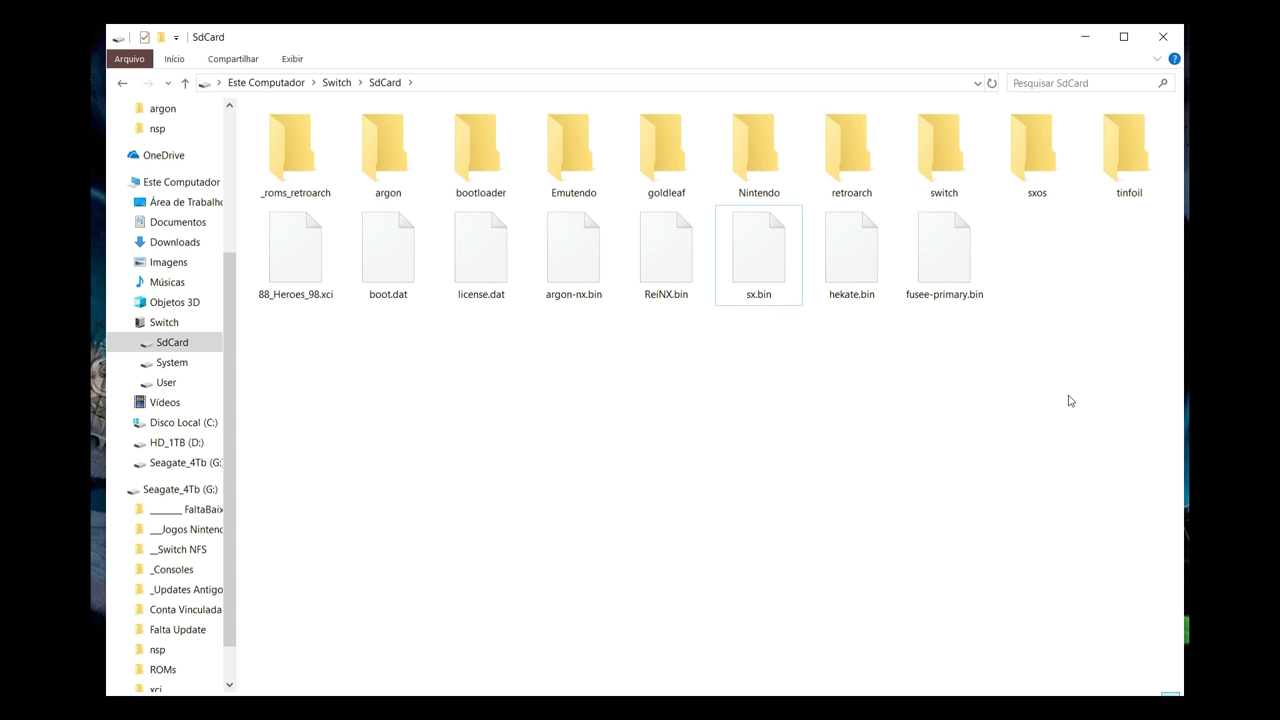 SdCard
Arquivo Início Compartilhar Exibir
Este Computador Switch SdCard
Pesquisar SdCard
argon
nsp
OneDrive
Este Computador
Área de Trabalho
Documentos
Downloads
Imagens
Músicas
Objetos 3D
Switch
SdCard
System
User
Vídeos
Disco Local (C:)
HD_1TB (D:)
Seagate_4Tb (G:
Seagate_4Tb (G:)
_______ FaltaBaix
___Jogos Nintend
__Switch NFS
_Consoles
_Updates Antigo
Conta Vinculada
Falta Update
nsp
ROMs
xci
_roms_retroarch argon bootloader Emutendo goldleaf Nintendo retroarch switch sxos tinfoil
88_Heroes_98.xci boot.dat license.dat argon-nx.bin ReiNX.bin sx.bin hekate.bin fusee-primary.bin